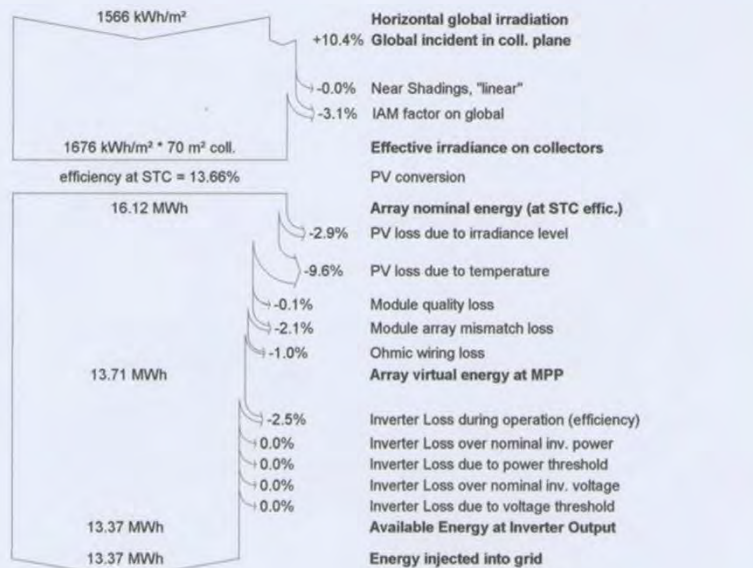 1566 kWh/m² Horizontal global irradiation
+10.4% Global incident in coll. plane
-0.0% Near Shadings, "linear"
-3.1% IAM factor on global
1676 kWh/m² * 70 m² coll. Effective irradiance on collectors
efficiency at STC = 13.66% PV conversion
16.12 MWh Array nominal energy (at STC effic.)
-2.9% PV loss due to irradiance level
-9.6% PV loss due to temperature
-0.1% Module quality loss
-2.1% Module array mismatch loss
-1.0% Ohmic wiring loss
13.71 MWh Array virtual energy at MPP
-2.5% Inverter Loss during operation (efficiency)
0.0% Inverter Loss over nominal inv. power
0.0% Inverter Loss due to power threshold
0.0% Inverter Loss over nominal inv. voltage
0.0% Inverter Loss due to voltage threshold
13.37 MWh Available Energy at Inverter Output
13.37 MWh Energy injected into grid